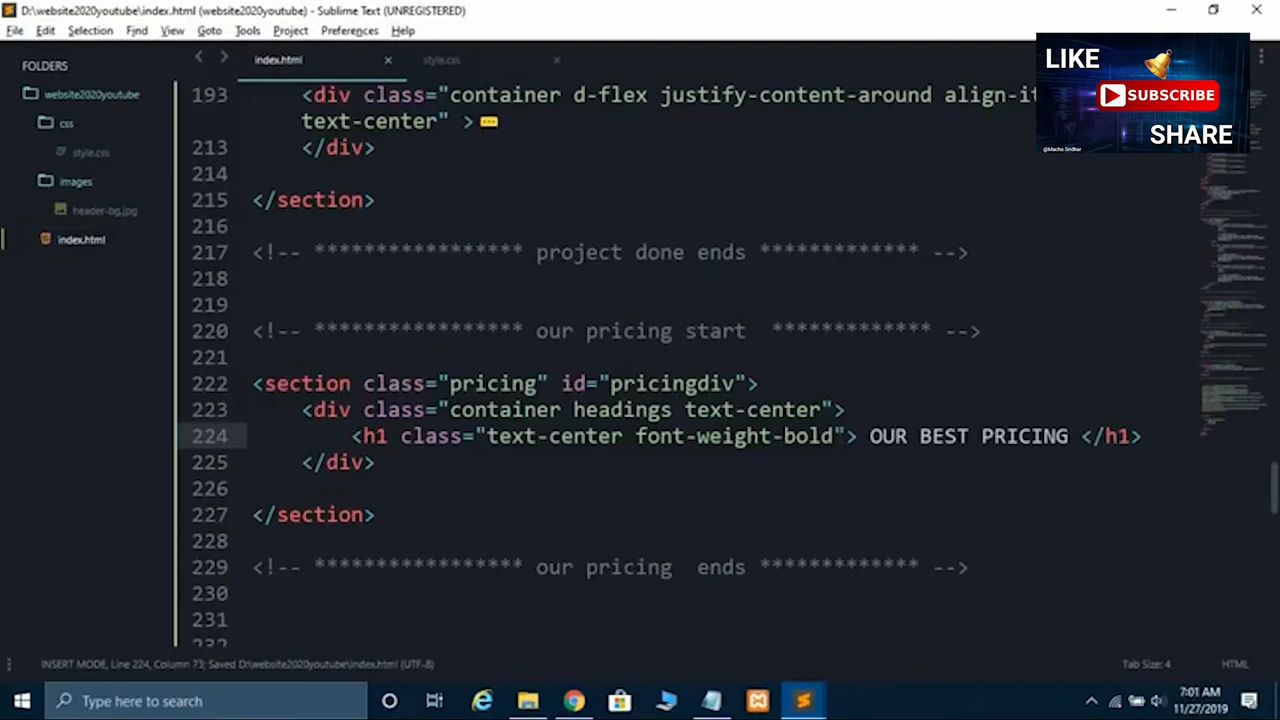 D:\website2020youtube\index.html (website2020youtube) - Sublime Text (UNREGISTERED)
File Edit Selection Find View Goto Tools Project Preferences Help
FOLDERS
website2020youtube
css
style.css
images
header-bg.jpg
index.html
index.html × style.css ×
LIKE
SUBSCRIBE
SHARE
@Macha Sridhar
193 <div class="container d-flex justify-content-around align-it
text-center" >
213 </div>
214
215 </section>
216
217 <!-- ***************** project done ends ************* -->
218
219
220 <!-- ***************** our pricing start  ************* -->
221
222 <section class="pricing" id="pricingdiv">
223 <div class="container headings text-center">
224 <h1 class="text-center font-weight-bold"> OUR BEST PRICING </h1>
225 </div>
226
227 </section>
228
229 <!-- ***************** our pricing  ends ************* -->
230
231
232
INSERT MODE, Line 224, Column 73; Saved D:\website2020youtube\index.html (UTF-8) Tab Size: 4 HTML
Type here to search
7:01 AM
11/27/2019